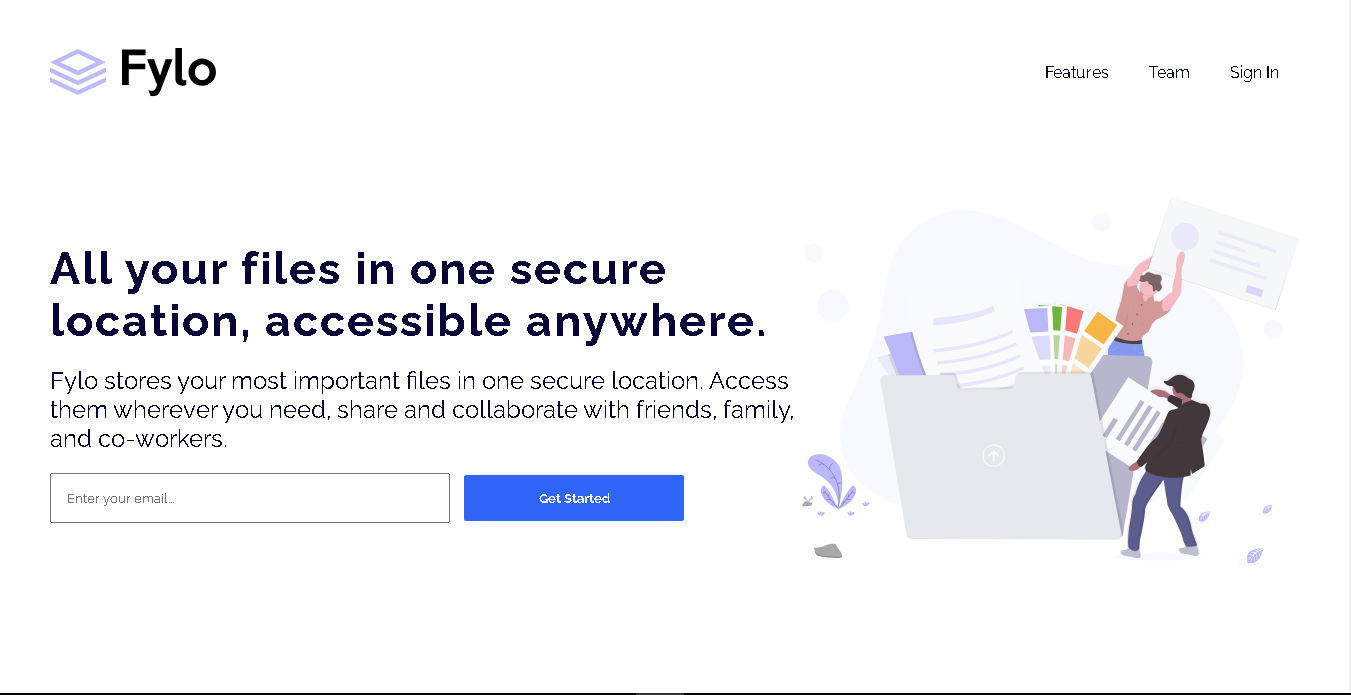 Fylo
Features Team Sign In
All your files in one secure
location, accessible anywhere.
Fylo stores your most important files in one secure location. Access
them wherever you need, share and collaborate with friends, family,
and co-workers.
Enter your email...
Get Started